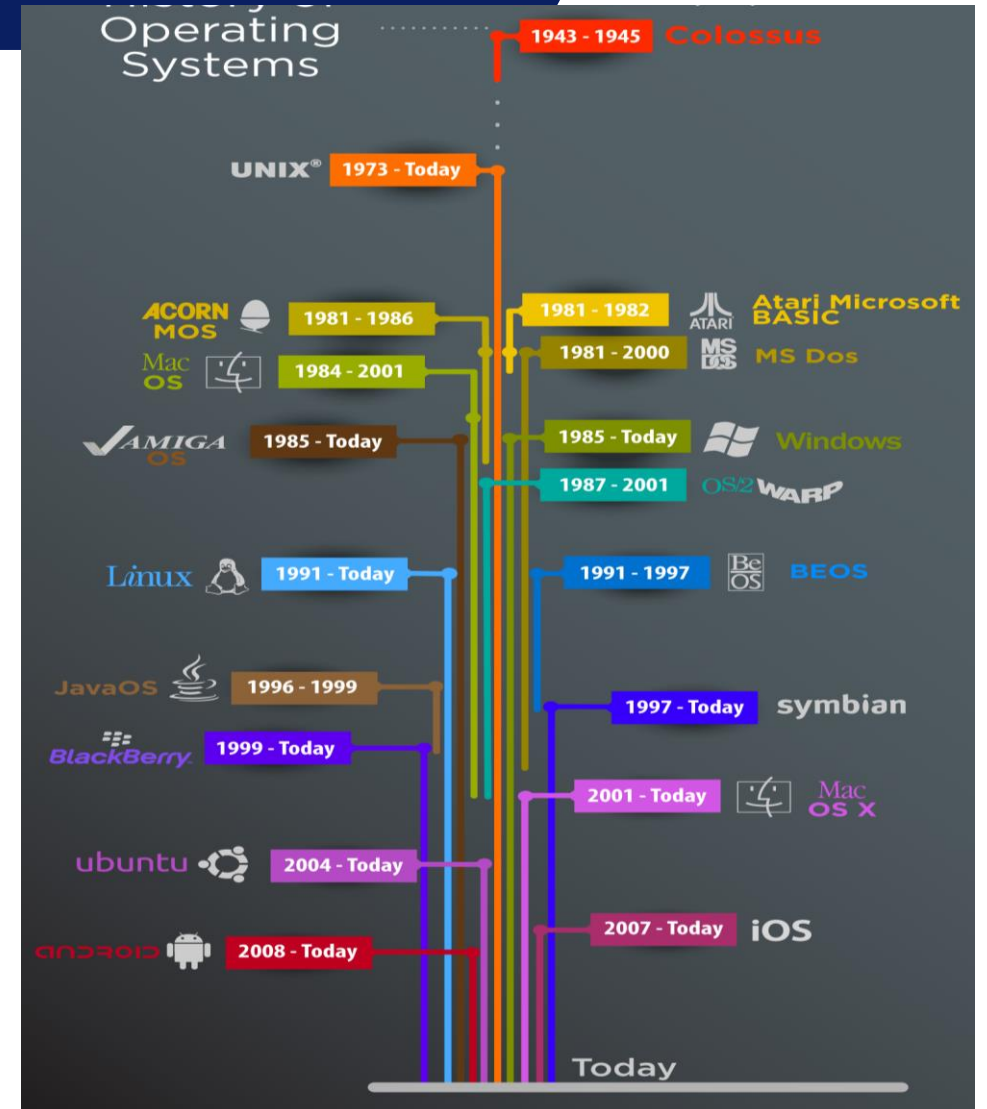 History of
Operating
Systems
1943 - 1945 Colossus
UNIX® 1973 - Today
ACORN
MOS
1981 - 1986
1981 - 1982
ATARI
Atari Microsoft
BASIC
Mac
OS
1984 - 2001
1981 - 2000
MS
DOS
MS Dos
AMIGA
OS
1985 - Today
1985 - Today Windows
1987 - 2001 OS/2 WARP
Linux 1991 - Today
1991 - 1997
Be
OS
BEOS
JavaOS 1996 - 1999
1997 - Today symbian
BlackBerry. 1999 - Today
2001 - Today
Mac
OS X
ubuntu 2004 - Today
2007 - Today iOS
android 2008 - Today
Today